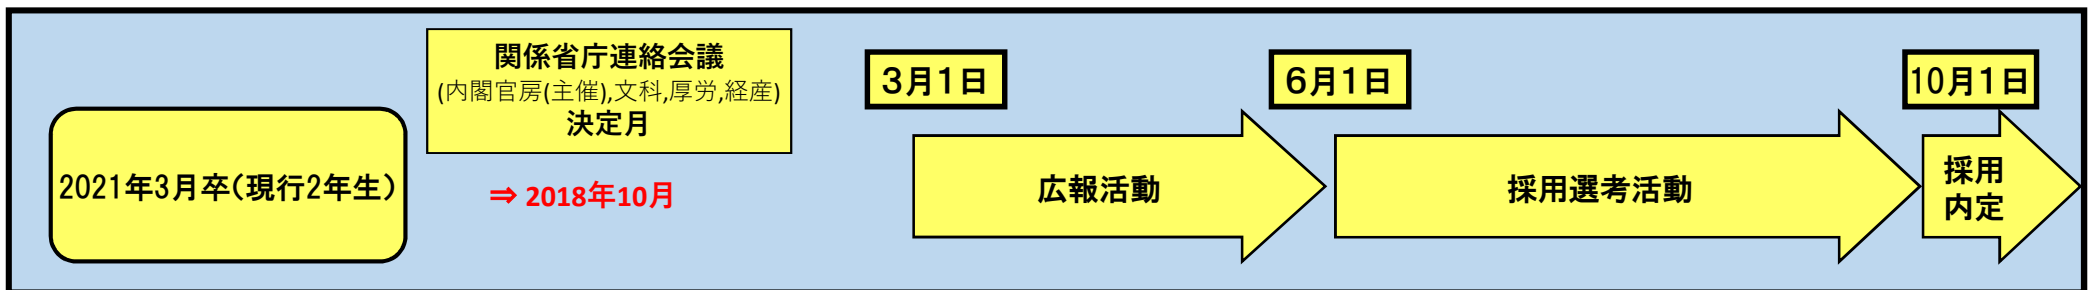 2021年3月卒(現行2年生)
関係省庁連絡会議
(内閣官房(主催),文科,厚労,経産)
決定月
⇒ 2018年10月
3月1日
広報活動
6月1日
採用選考活動
10月1日
採用
内定